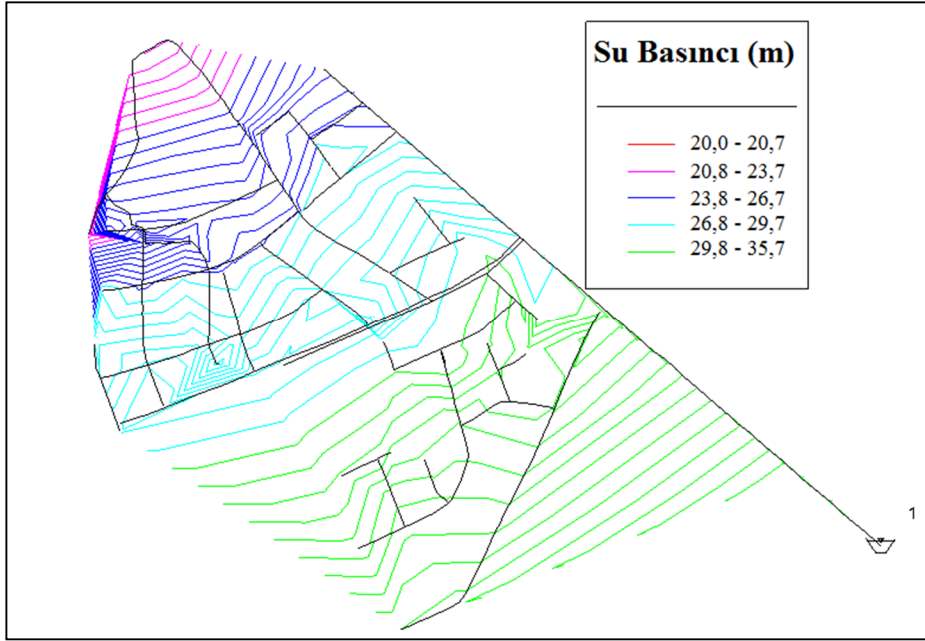 Su Basıncı (m)
20,0 - 20,7
20,8 - 23,7
23,8 - 26,7
26,8 - 29,7
29,8 - 35,7
1